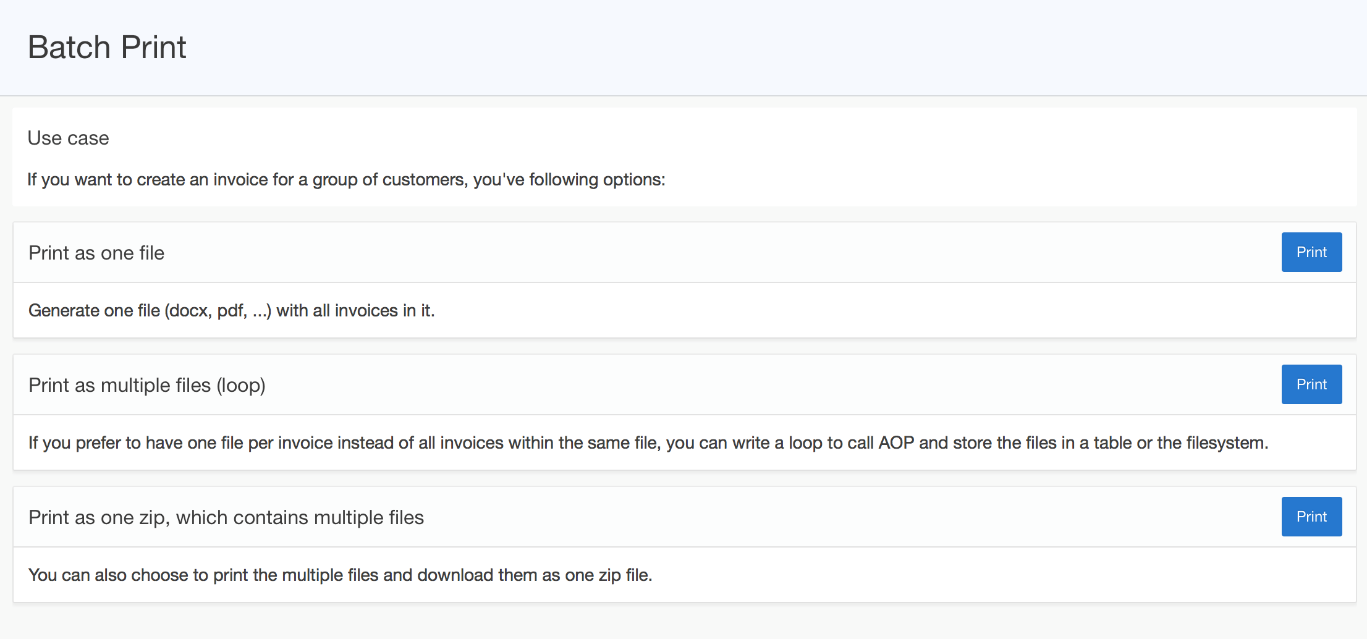 Batch Print
Use case
If you want to create an invoice for a group of customers, you've following options:
Print as one file
Print
Generate one file (docx, pdf, ...) with all invoices in it.
Print as multiple files (loop)
Print
If you prefer to have one file per invoice instead of all invoices within the same file, you can write a loop to call AOP and store the files in a table or the filesystem.
Print as one zip, which contains multiple files
Print
You can also choose to print the multiple files and download them as one zip file.